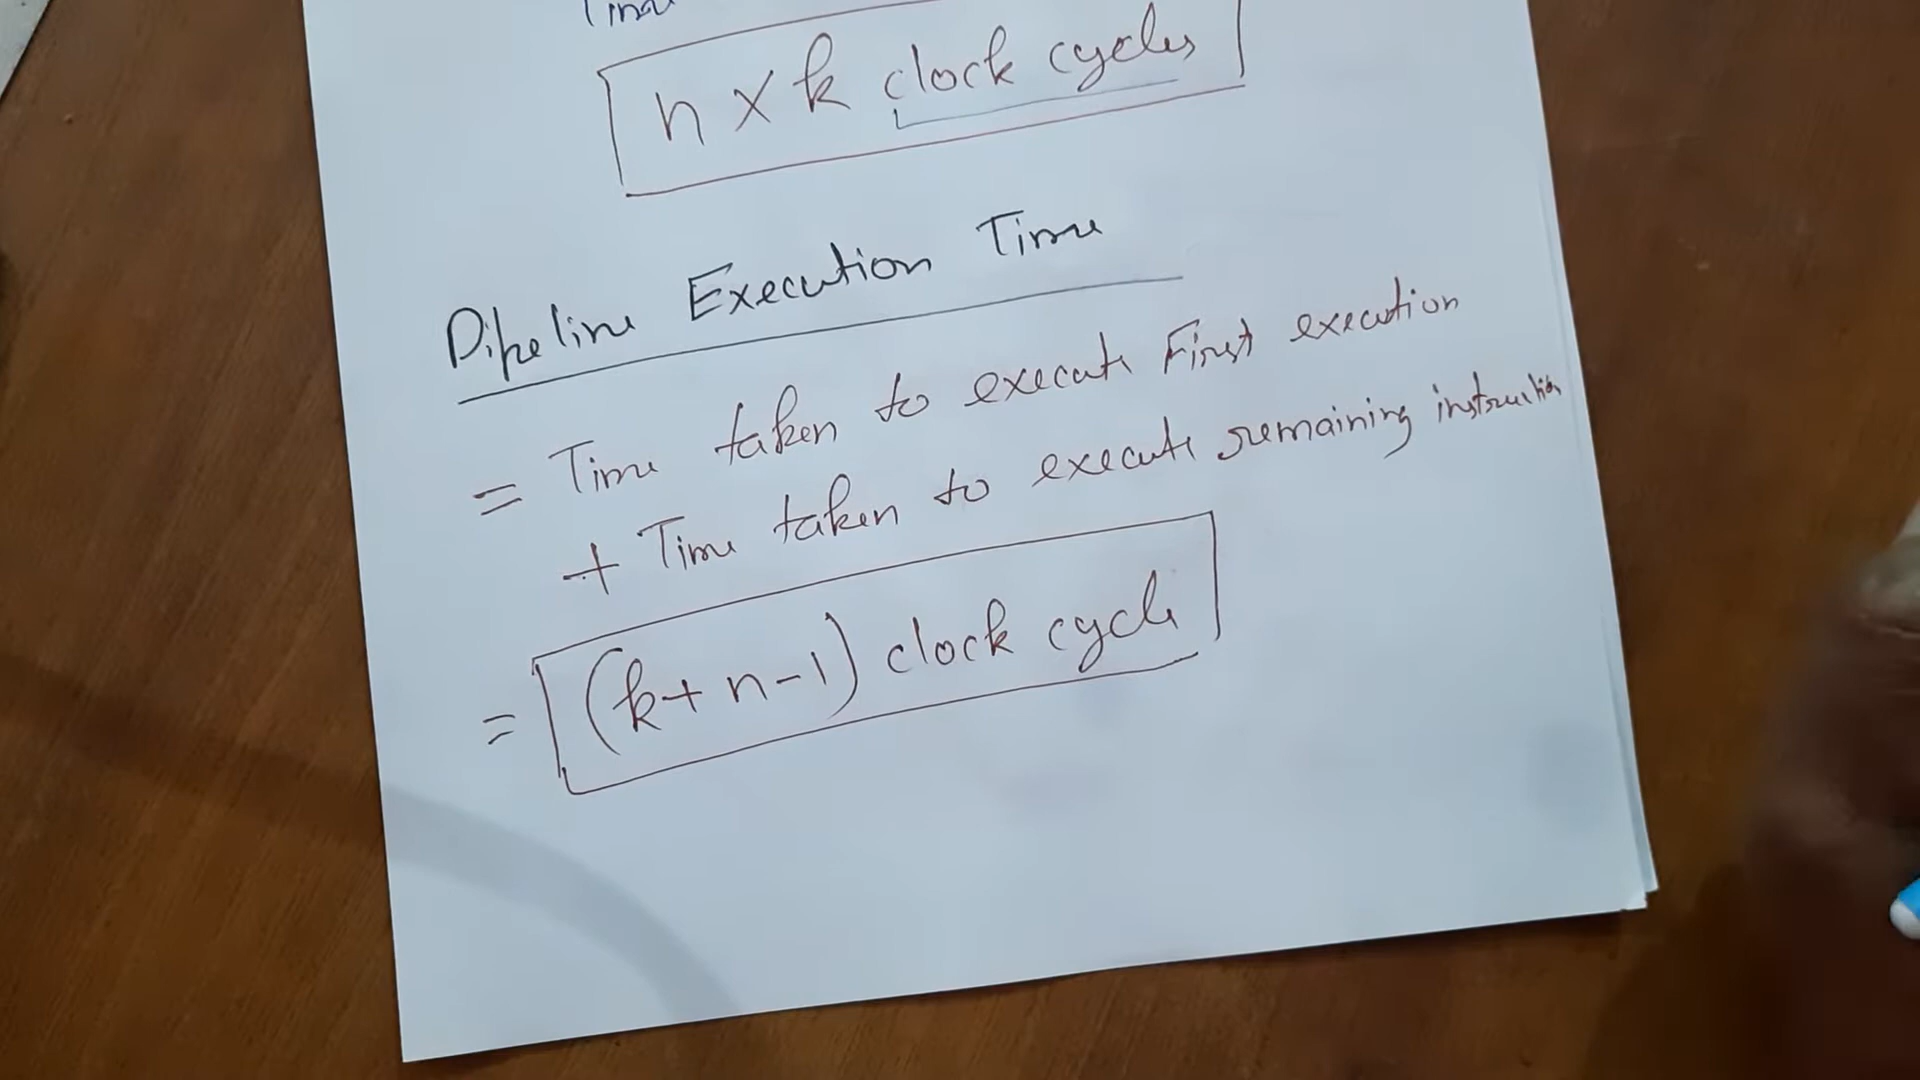 n x k clock cycles
Pipeline Execution Time
= Time taken to execute First execution
+ Time taken to execute remaining instruction
= (k+n-1) clock cycle